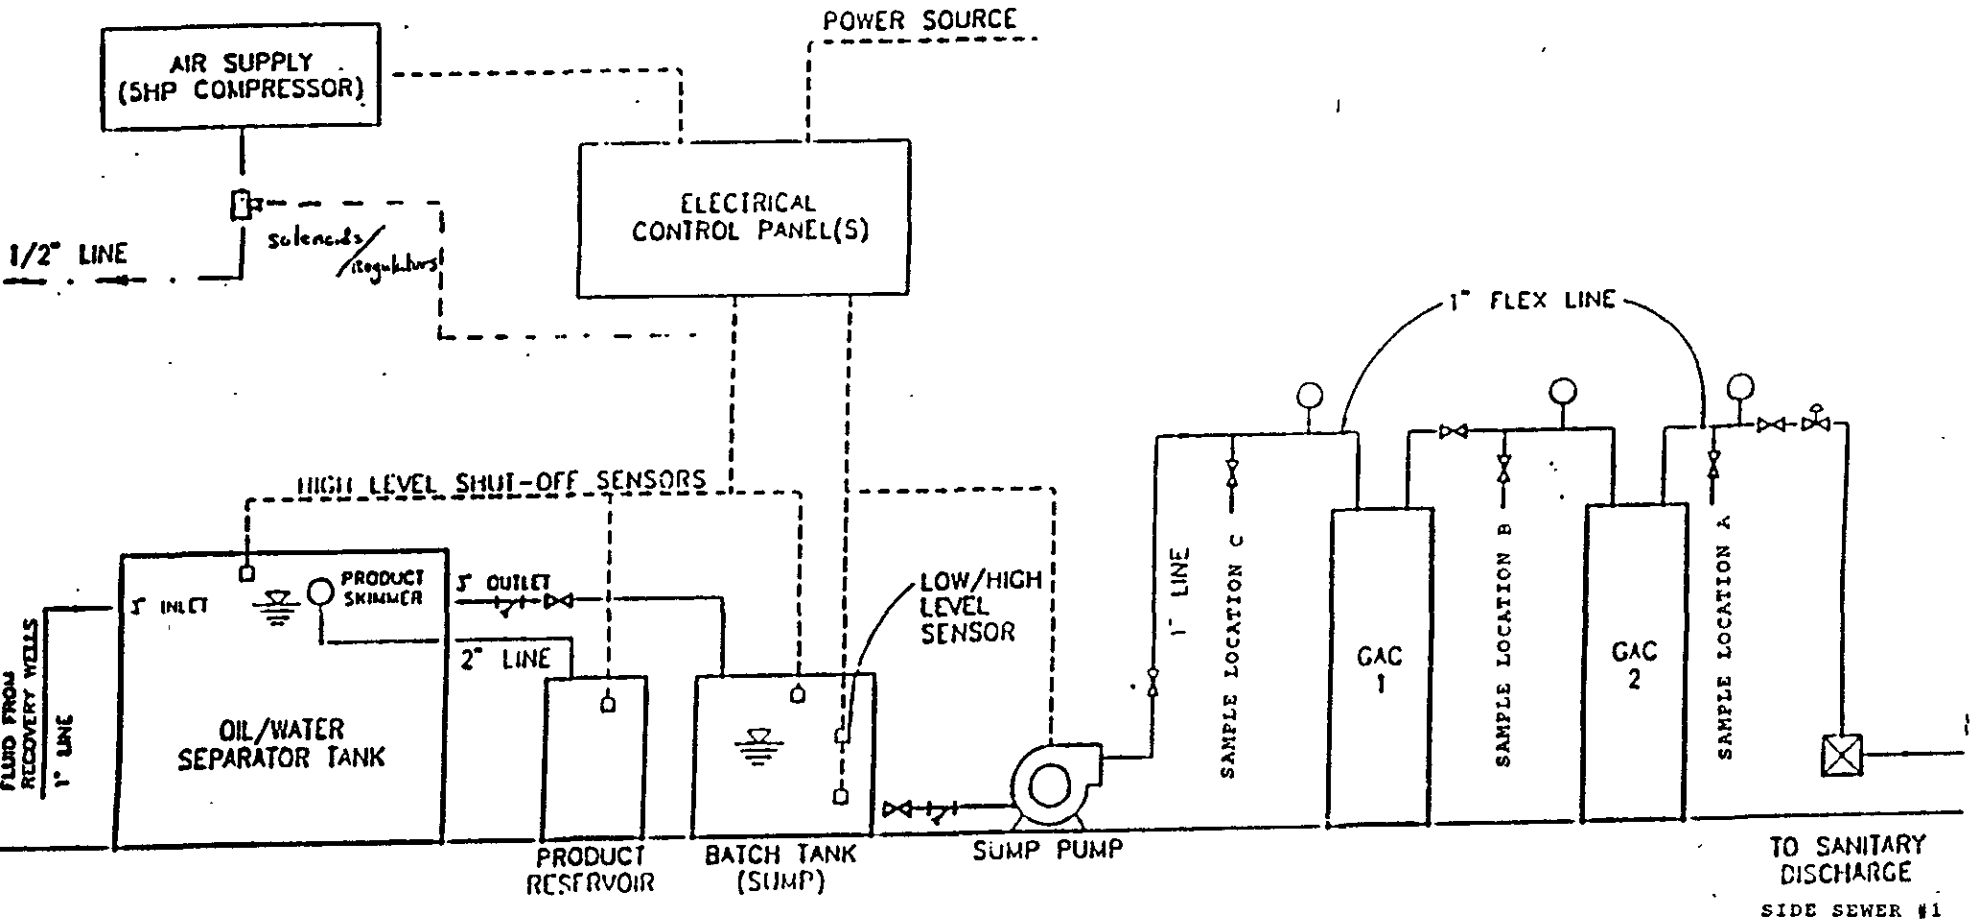 POWER SOURCE
AIR SUPPLY
(5HP COMPRESSOR)
ELECTRICAL
CONTROL PANEL(S)
1/2" LINE
Solenoids/
regulators
1" FLEX LINE
HIGH LEVEL SHUT-OFF SENSORS
PRODUCT
SKIMMER
3" INLET
3" OUTLET
2" LINE
LOW/HIGH
LEVEL
SENSOR
FLUID FROM
RECOVERY WELLS
1" LINE
OIL/WATER
SEPARATOR TANK
1" LINE
SAMPLE LOCATION C
GAC
1
SAMPLE LOCATION B
GAC
2
SAMPLE LOCATION A
PRODUCT
RESERVOIR
BATCH TANK
(SUMP)
SUMP PUMP
TO SANITARY
DISCHARGE
SIDE SEWER #1